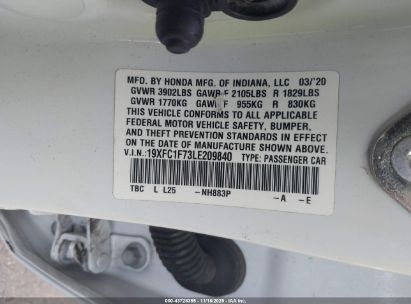 MFD. BY HONDA MFG. OF INDIANA, LLC 03/20
GVWR 3902LBS GAWR F 2105LBS R 1829LBS
GVWR 1770KG GAWR F 955KG R 830KG
THIS VEHICLE CONFORMS TO ALL APPLICABLE
FEDERAL MOTOR VEHICLE SAFETY, BUMPER,
AND THEFT PREVENTION STANDARDS IN EFFECT
ON THE DATE OF MANUFACTURE SHOWN ABOVE.
V.I.N.: 19XFC1F73LE209840 TYPE: PASSENGER CAR
TBC L L25 -NH883P -A -E